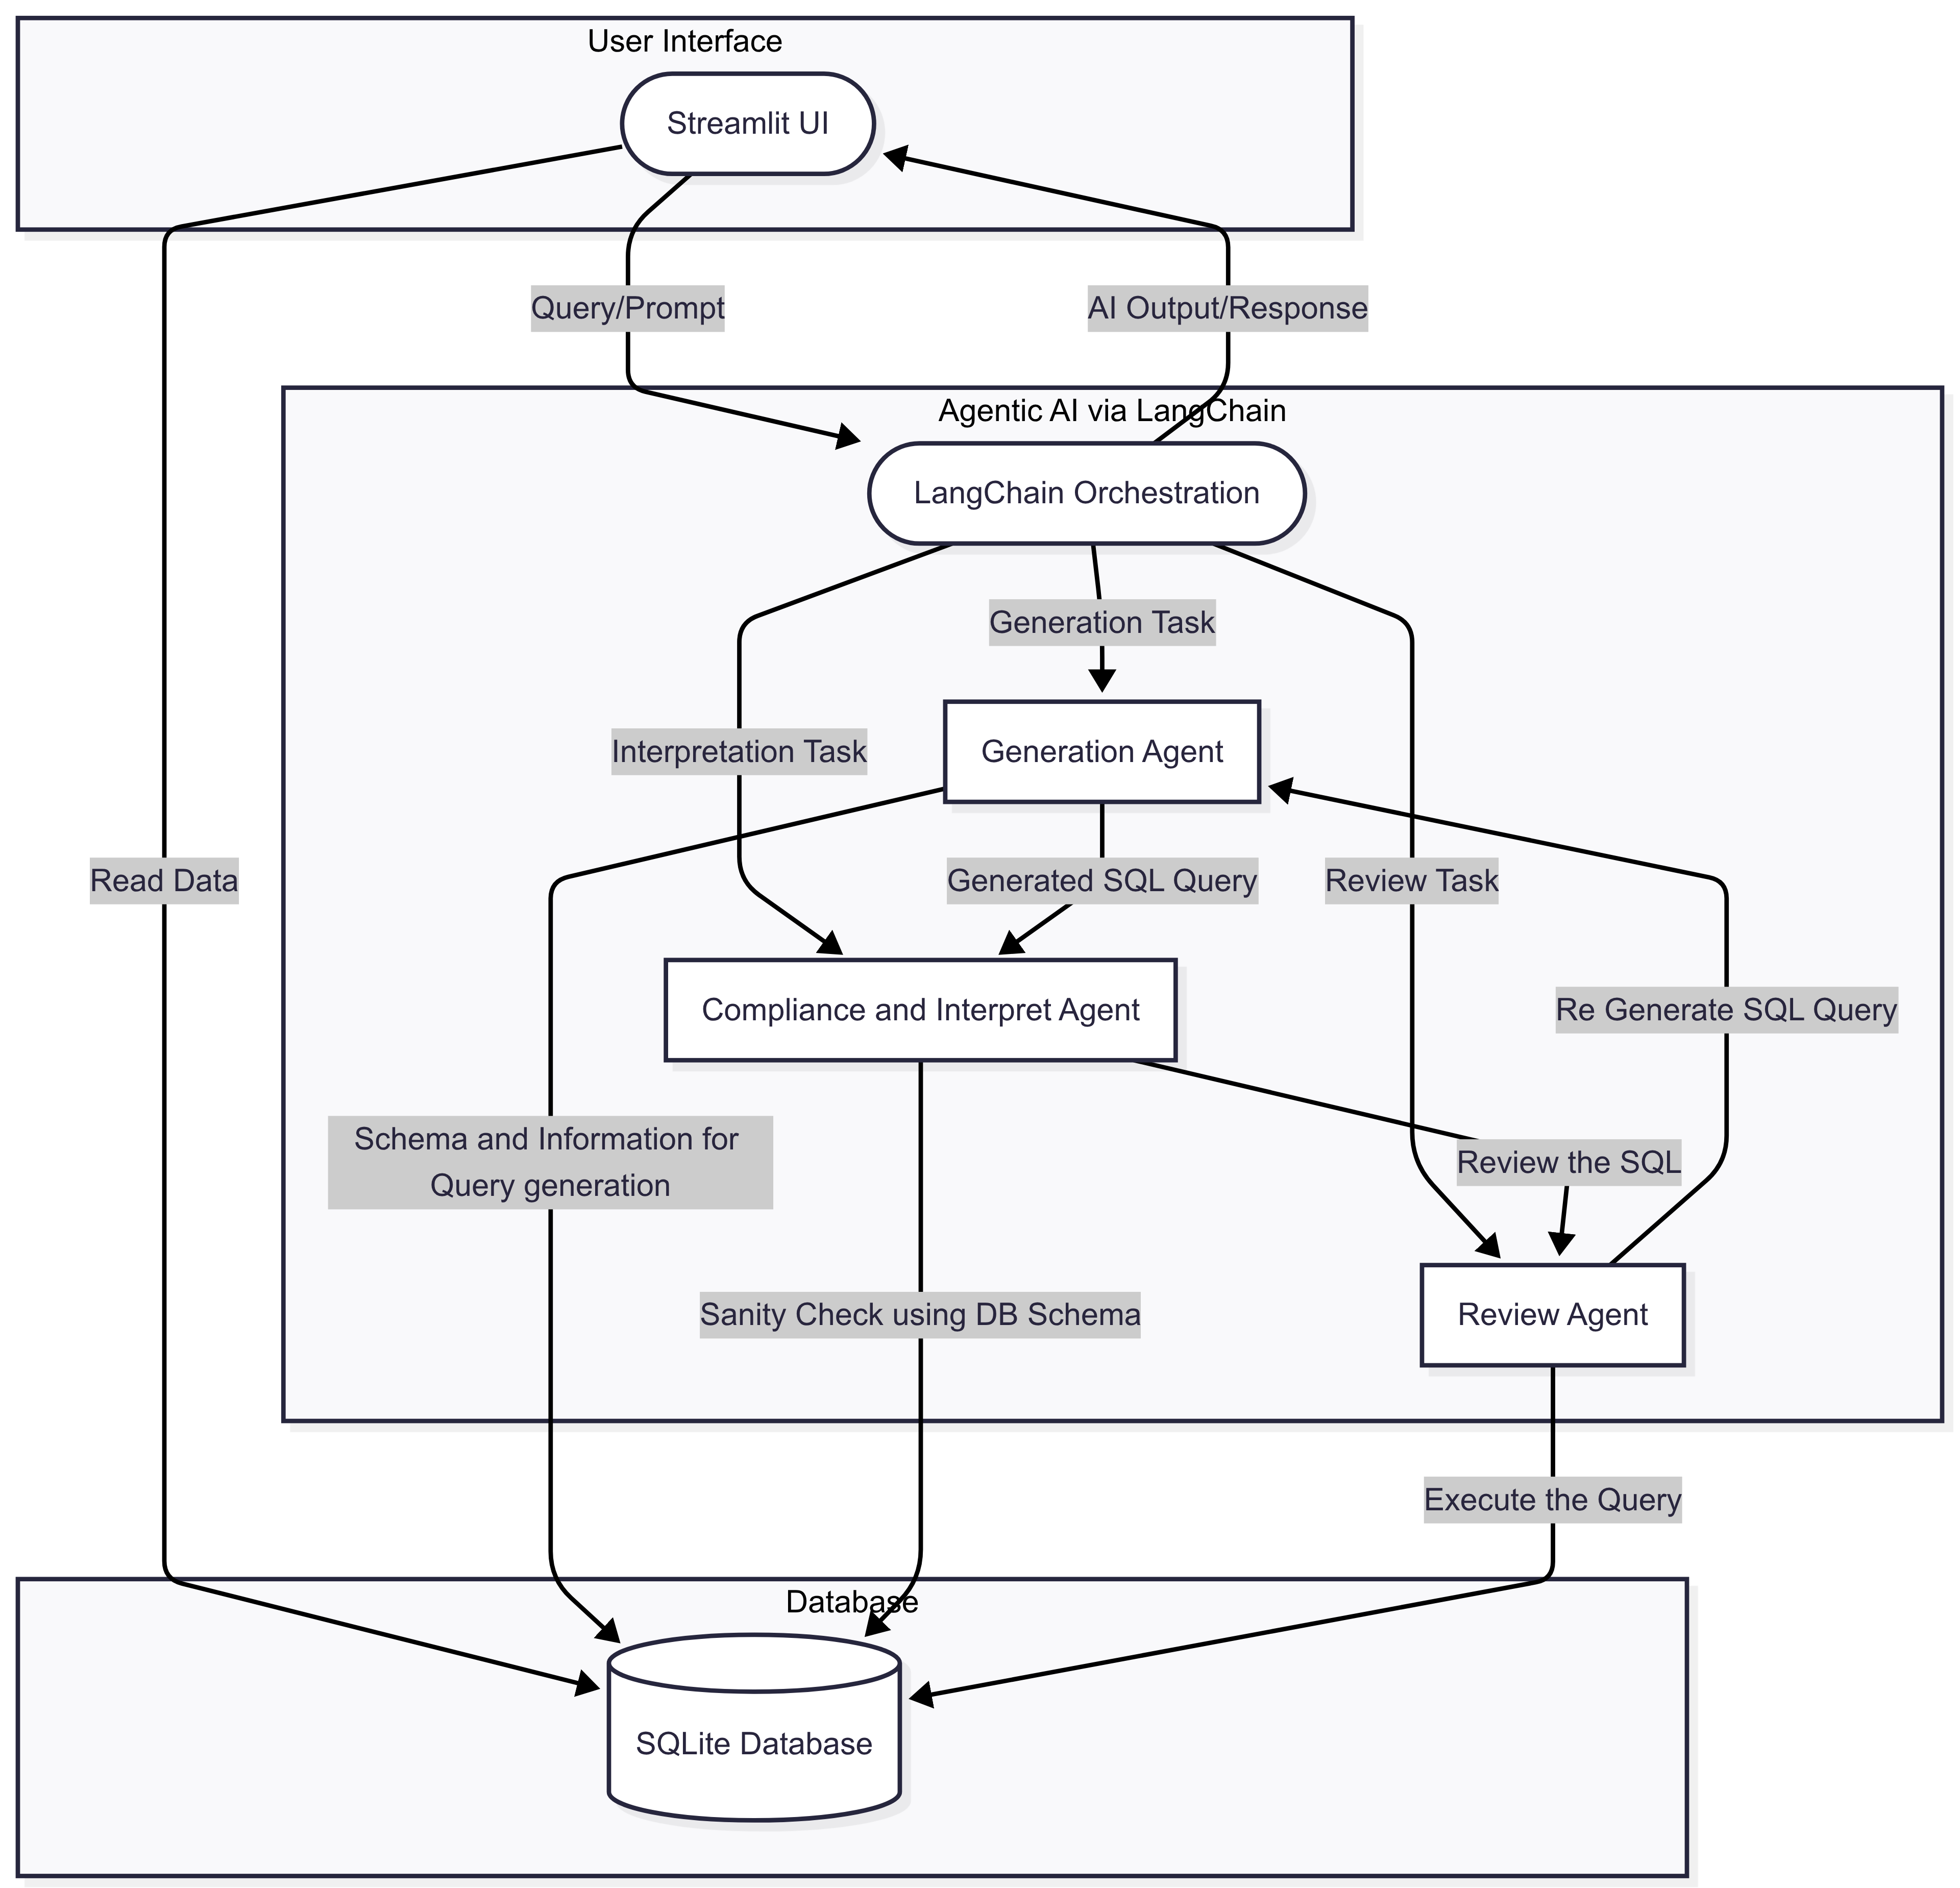 User Interface
Streamlit UI
Query/Prompt
AI Output/Response
Agentic AI via LangChain
LangChain Orchestration
Generation Task
Interpretation Task
Generation Agent
Read Data
Generated SQL Query
Review Task
Compliance and Interpret Agent
Re Generate SQL Query
Schema and Information for
Query generation
Review the SQL
Sanity Check using DB Schema
Review Agent
Execute the Query
Database
SQLite Database